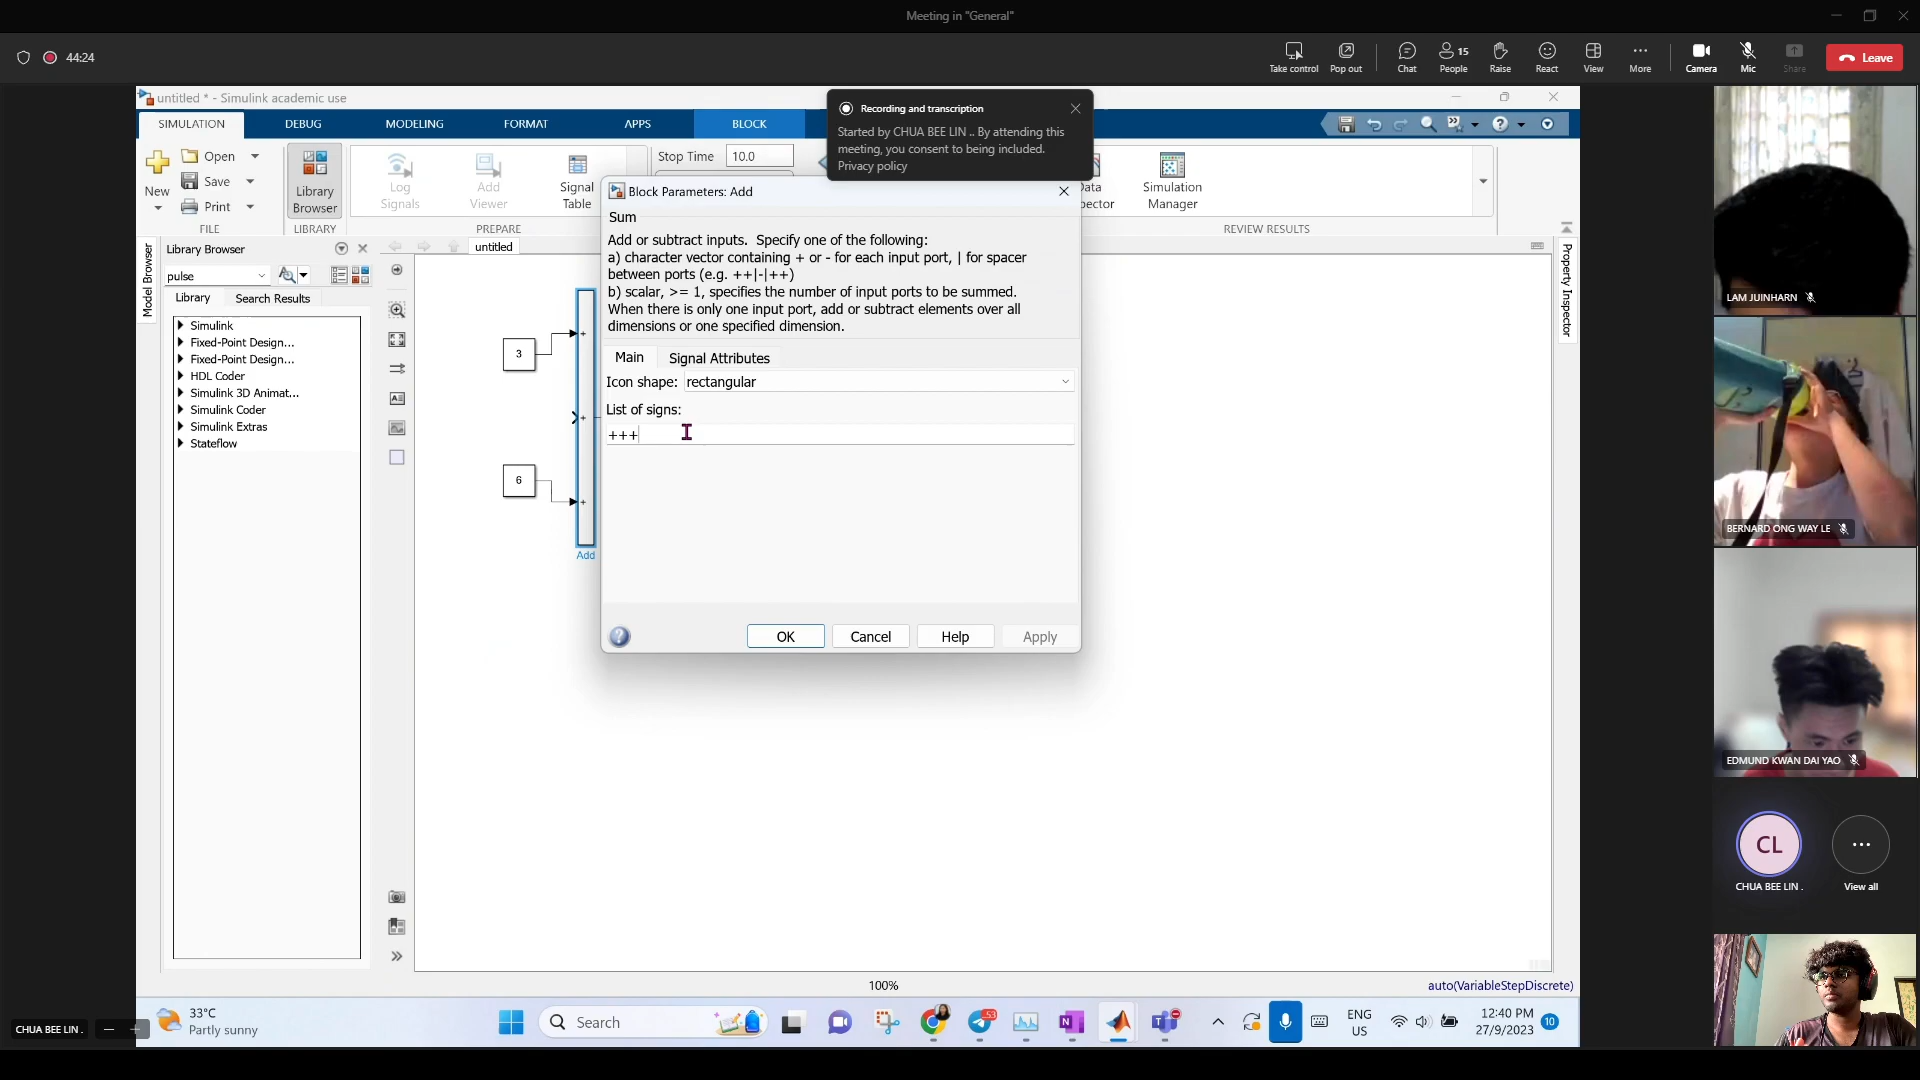 Meeting in "General"
44:24
Take control
Pop out
Chat
15
People
Raise
React
View
More
Camera
Mic
Share
Leave
untitled * - Simulink academic use
SIMULATION
DEBUG
MODELING
FORMAT
APPS
BLOCK
Recording and transcription
Started by CHUA BEE LIN .. By attending this
meeting, you consent to being included.
Privacy policy
New
Open
Save
Print
FILE
Library
Browser
LIBRARY
Log
Signals
Add
Viewer
Signal
Table
PREPARE
Stop Time
10.0
Simulation
Manager
REVIEW RESULTS
Model Browser
Library Browser
pulse
Library
Search Results
Simulink
Fixed-Point Design...
Fixed-Point Design...
HDL Coder
Simulink 3D Animat...
Simulink Coder
Simulink Extras
Stateflow
untitled
3
6
+
+
+
Add
Block Parameters: Add
Sum
Add or subtract inputs.  Specify one of the following:
a) character vector containing + or - for each input port, | for spacer
between ports (e.g. ++|-|++)
b) scalar, >= 1, specifies the number of input ports to be summed.
When there is only one input port, add or subtract elements over all
dimensions or one specified dimension.
Main
Signal Attributes
Icon shape:
rectangular
List of signs:
+++
OK
Cancel
Help
Apply
Property Inspector
100%
auto(VariableStepDiscrete)
LAM JUINHARN
BERNARD ONG WAY LE
EDMUND KWAN DAI YAO
CL
CHUA BEE LIN .
View all
CHUA BEE LIN .
33°C
Partly sunny
Search
53
ENG
US
12:40 PM
27/9/2023
10